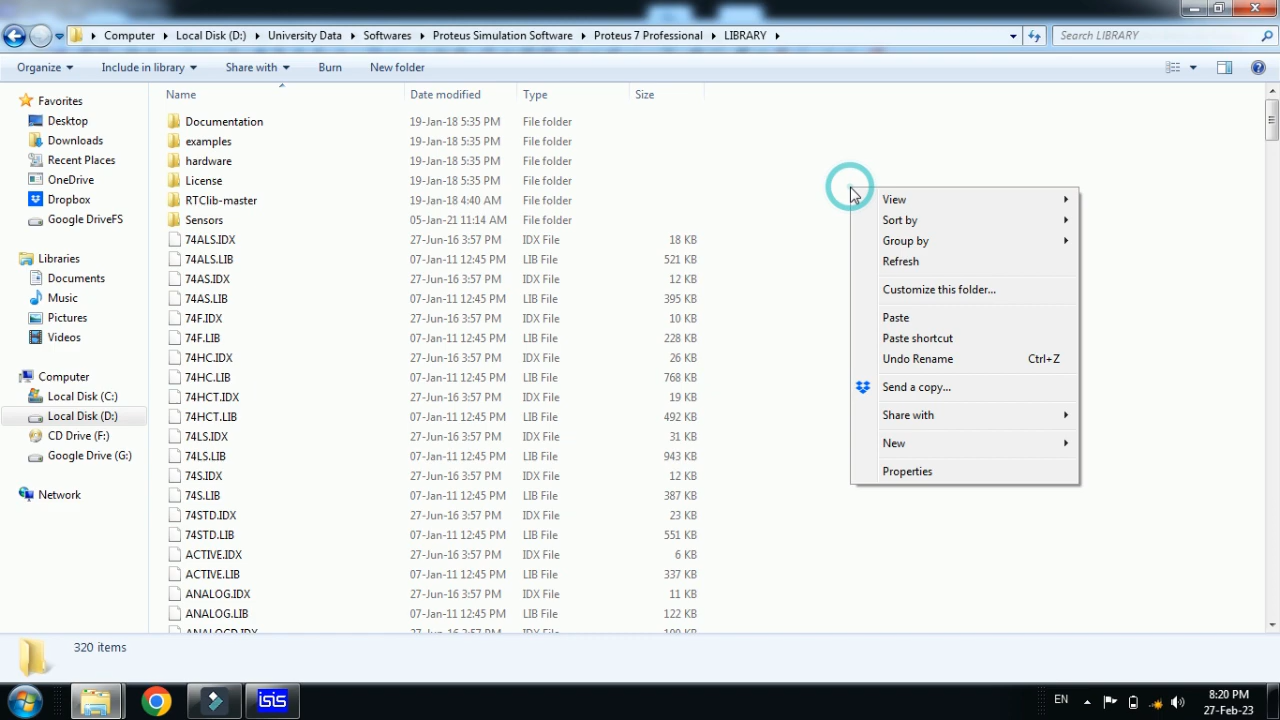 Computer ▸ Local Disk (D:) ▸ University Data ▸ Softwares ▸ Proteus Simulation Software ▸ Proteus 7 Professional ▸ LIBRARY ▸ Search LIBRARY
Organize Include in library Share with Burn New folder
Name Date modified Type Size
Favorites
Desktop
Downloads
Recent Places
OneDrive
Dropbox
Google DriveFS
Libraries
Documents
Music
Pictures
Videos
Computer
Local Disk (C:)
Local Disk (D:)
CD Drive (F:)
Google Drive (G:)
Network
Documentation 19-Jan-18 5:35 PM File folder
examples 19-Jan-18 5:35 PM File folder
hardware 19-Jan-18 5:35 PM File folder
License 19-Jan-18 5:35 PM File folder
RTClib-master 19-Jan-18 4:40 AM File folder
Sensors 05-Jan-21 11:14 AM File folder
74ALS.IDX 27-Jun-16 3:57 PM IDX File 18 KB
74ALS.LIB 07-Jan-11 12:45 PM LIB File 521 KB
74AS.IDX 27-Jun-16 3:57 PM IDX File 12 KB
74AS.LIB 07-Jan-11 12:45 PM LIB File 395 KB
74F.IDX 27-Jun-16 3:57 PM IDX File 10 KB
74F.LIB 07-Jan-11 12:45 PM LIB File 228 KB
74HC.IDX 27-Jun-16 3:57 PM IDX File 26 KB
74HC.LIB 07-Jan-11 12:45 PM LIB File 768 KB
74HCT.IDX 27-Jun-16 3:57 PM IDX File 19 KB
74HCT.LIB 07-Jan-11 12:45 PM LIB File 492 KB
74LS.IDX 27-Jun-16 3:57 PM IDX File 31 KB
74LS.LIB 07-Jan-11 12:45 PM LIB File 943 KB
74S.IDX 27-Jun-16 3:57 PM IDX File 12 KB
74S.LIB 07-Jan-11 12:45 PM LIB File 387 KB
74STD.IDX 27-Jun-16 3:57 PM IDX File 23 KB
74STD.LIB 07-Jan-11 12:45 PM LIB File 551 KB
ACTIVE.IDX 27-Jun-16 3:57 PM IDX File 6 KB
ACTIVE.LIB 07-Jan-11 12:45 PM LIB File 337 KB
ANALOG.IDX 27-Jun-16 3:57 PM IDX File 11 KB
ANALOG.LIB 07-Jan-11 12:45 PM LIB File 122 KB
View
Sort by
Group by
Refresh
Customize this folder...
Paste
Paste shortcut
Undo Rename Ctrl+Z
Send a copy...
Share with
New
Properties
320 items
isis
EN
8:20 PM
27-Feb-23